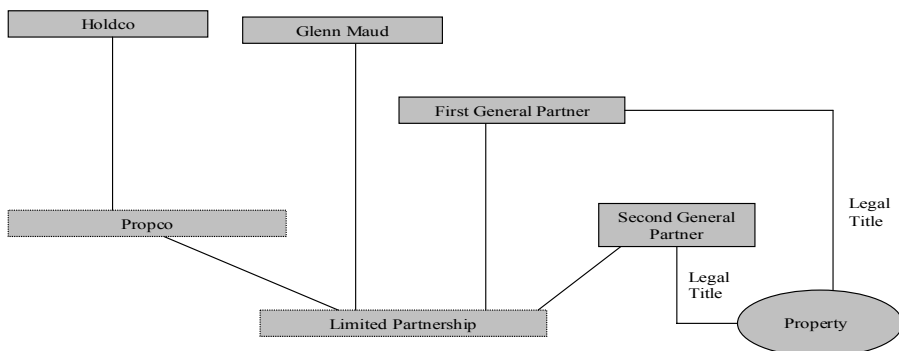 Holdco
Glenn Maud
First General Partner
Legal
Title
Propco
Second General
Partner
Legal
Title
Limited Partnership
Property